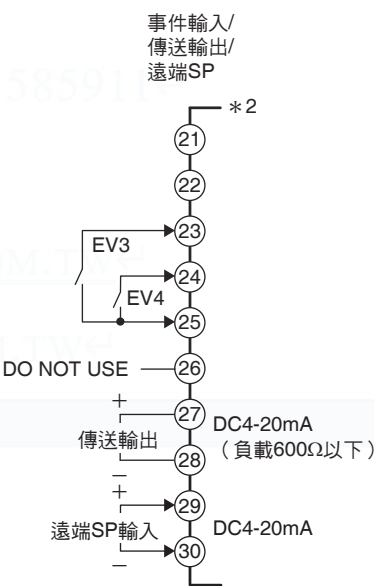 事件輸入/
傳送輸出/
遠端SP
＊2
21
22
23
EV3
24
EV4
25
DO NOT USE
26
+
27
傳送輸出
DC4-20mA
（負載600Ω以下）
28
−
+
29
遠端SP輸入
DC4-20mA
30
−